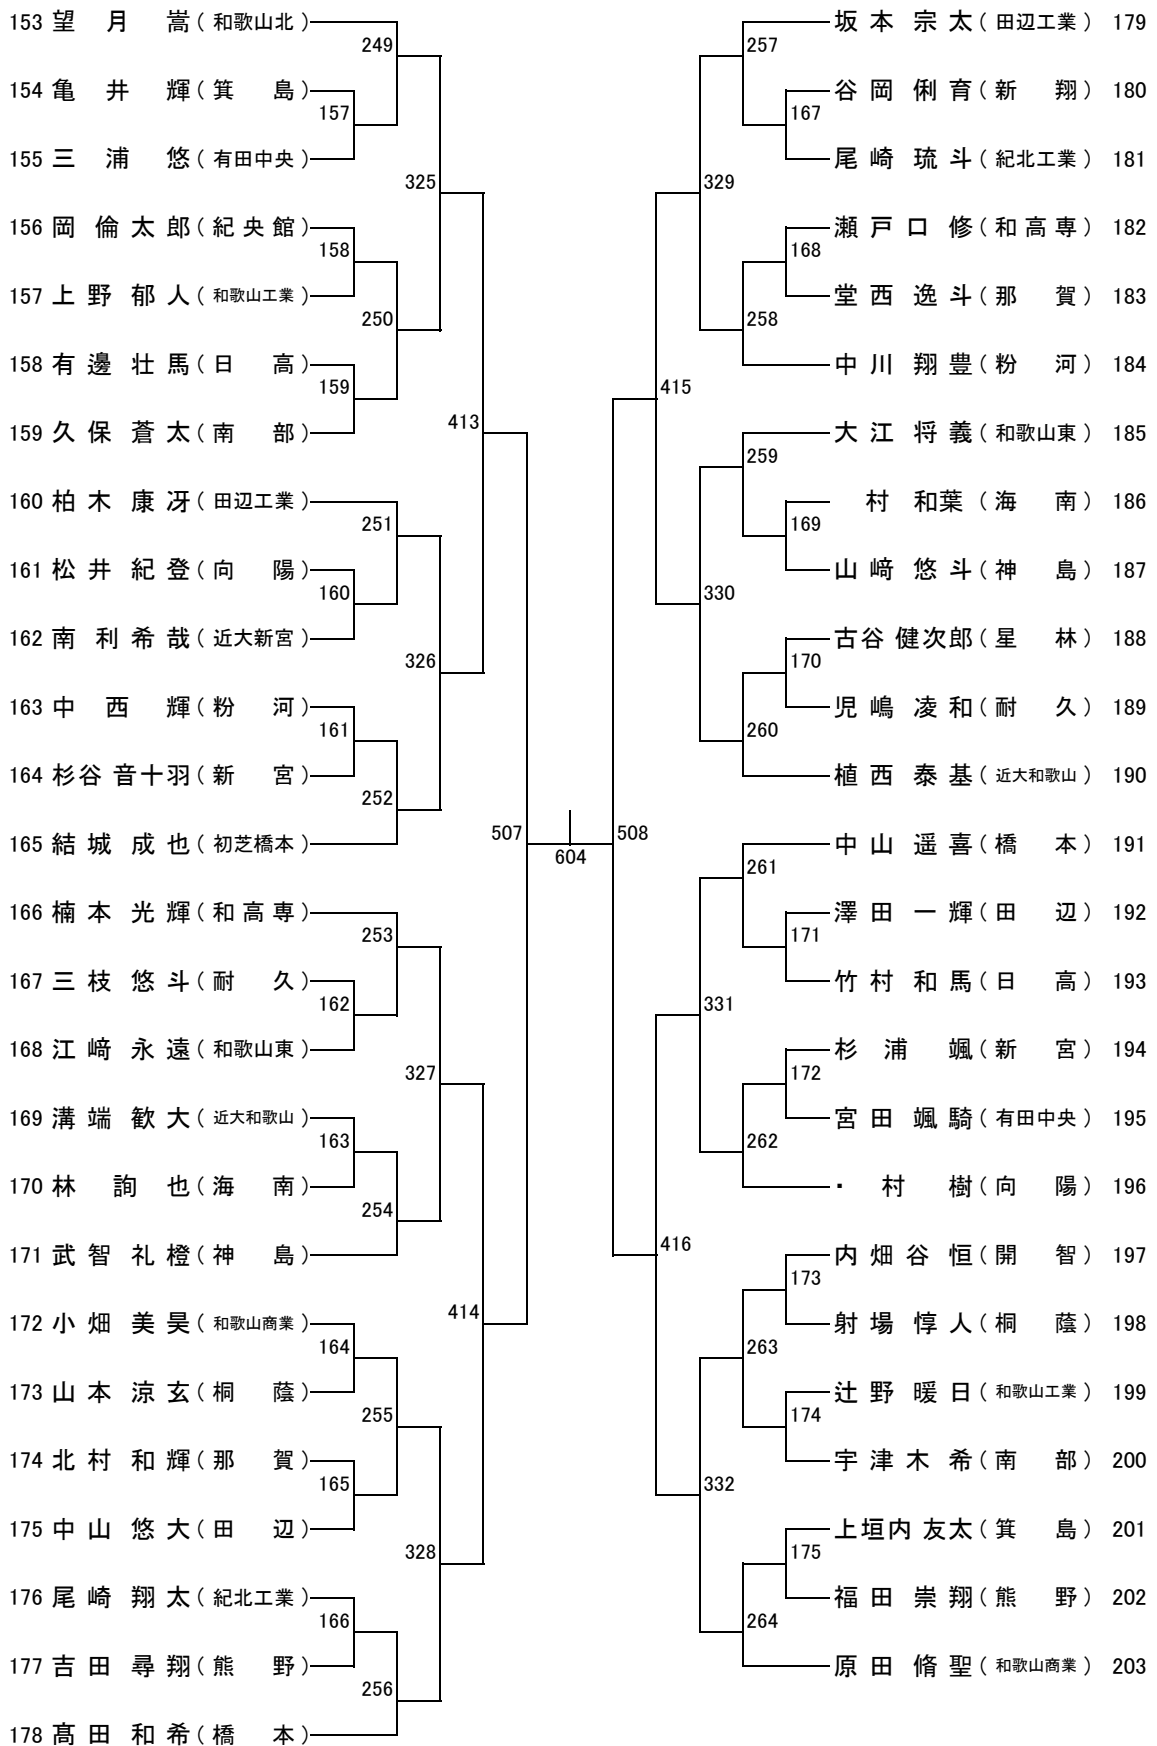 153 望月嵩(和歌山北)
249
154 亀井輝(箕島)
157
155 三浦悠(有田中央)
325
156 岡倫太郎(紀央館)
158
157 上野郁人(和歌山工業)
250
158 有邊壮馬(日高)
159
159 久保蒼太(南部)
413
160 柏木康冴(田辺工業)
251
161 松井紀登(向陽)
160
162 南利希哉(近大新宮)
326
163 中西輝(粉河)
161
164 杉谷音十羽(新宮)
252
165 結城成也(初芝橋本)
507
604
166 楠本光輝(和高専)
253
167 三枝悠斗(耐久)
162
168 江﨑永遠(和歌山東)
327
169 溝端歓大(近大和歌山)
163
170 林詢也(海南)
254
171 武智礼橙(神島)
414
172 小畑美昊(和歌山商業)
164
173 山本涼玄(桐蔭)
255
174 北村和輝(那賀)
165
175 中山悠大(田辺)
328
176 尾崎翔太(紀北工業)
166
177 吉田尋翔(熊野)
256
178 髙田和希(橋本)
坂本宗太(田辺工業) 179
257
谷岡俐育(新翔) 180
167
尾崎琉斗(紀北工業) 181
329
瀬戸口修(和高専) 182
168
堂西逸斗(那賀) 183
258
中川翔豊(粉河) 184
415
大江将義(和歌山東) 185
259
村和葉(海南) 186
169
山﨑悠斗(神島) 187
330
古谷健次郎(星林) 188
170
児嶋凌和(耐久) 189
260
植西泰基(近大和歌山) 190
508
中山遥喜(橋本) 191
261
澤田一輝(田辺) 192
171
竹村和馬(日高) 193
331
杉浦颯(新宮) 194
172
宮田颯騎(有田中央) 195
262
・村樹(向陽) 196
416
内畑谷恒(開智) 197
173
射場惇人(桐蔭) 198
263
辻野暖日(和歌山工業) 199
174
宇津木希(南部) 200
332
上垣内友太(箕島) 201
175
福田崇翔(熊野) 202
264
原田脩聖(和歌山商業) 203